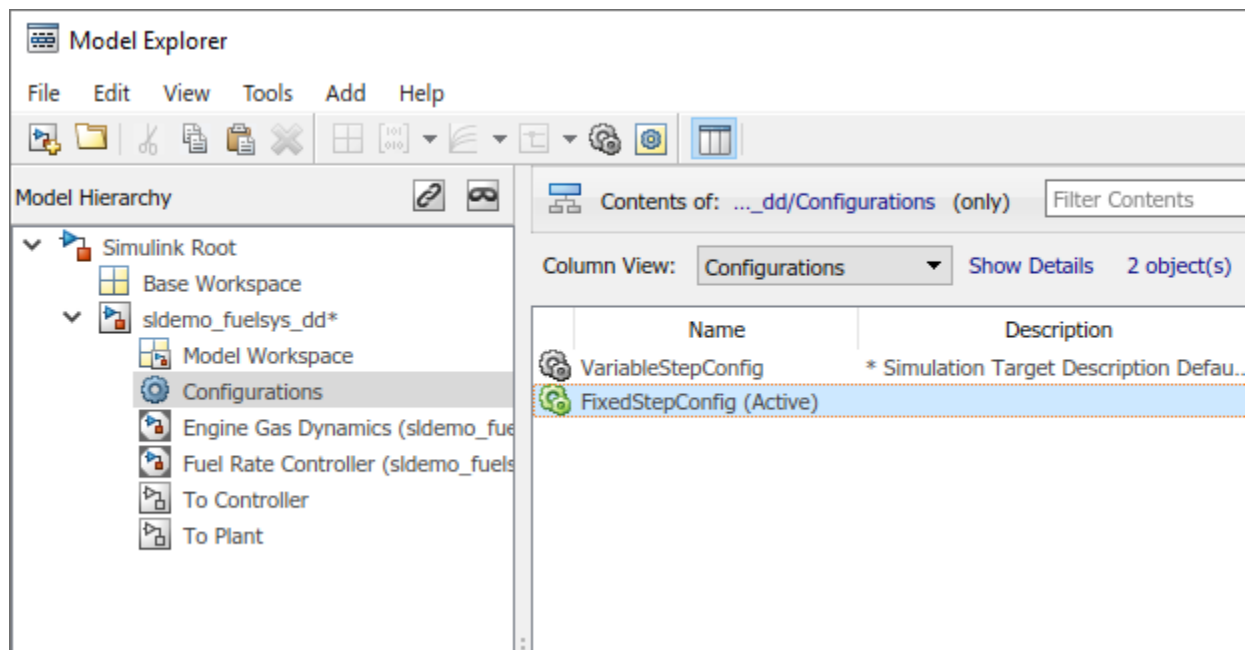 Model Explorer
File Edit View Tools Add Help
Model Hierarchy
Contents of: ..._dd/Configurations (only) Filter Contents
Column View: Configurations Show Details 2 object(s)
Simulink Root
Base Workspace
sldemo_fuelsys_dd*
Model Workspace
Configurations
Engine Gas Dynamics (sldemo_fue
Fuel Rate Controller (sldemo_fuels
To Controller
To Plant
Name Description
VariableStepConfig * Simulation Target Description Defau...
FixedStepConfig (Active)